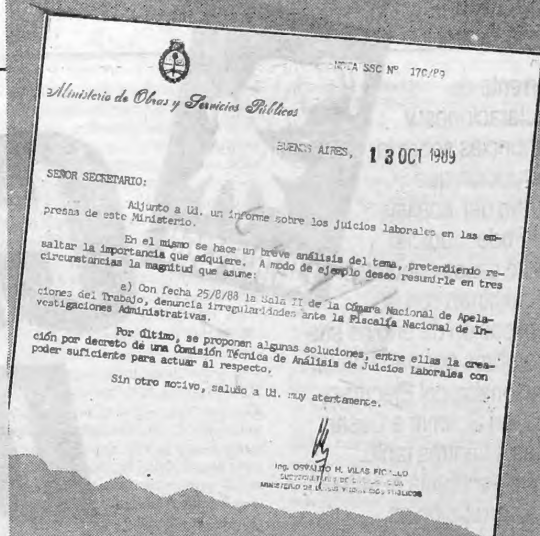 NOTA SSC Nº 170/89
Ministerio de Obras y Servicios Públicos
BUENOS AIRES, 13 OCT 1989
SEÑOR SECRETARIO:
Adjunto a Ud. un informe sobre los juicios laborales en las em-
presas de este Ministerio.
En el mismo se hace un breve análisis del tema, pretendiendo re-
saltar la importancia que adquiere. A modo de ejemplo deseo resumirle en tres
circunstancias la magnitud que asume:
a) Con fecha 25/8/88 la Sala II de la Cámara Nacional de Apela-
ciones del Trabajo, denuncia irregularidades ante la Fiscalía Nacional de In-
vestigaciones Administrativas.
Por último, se proponen algunas soluciones, entre ellas la crea-
ción por decreto de una Comisión Técnica de Análisis de Juicios Laborales con
poder suficiente para actuar al respecto.
Sin otro motivo, saludo a Ud. muy atentamente.
Ing. OSVALDO H. VILAS
MINISTERIO DE